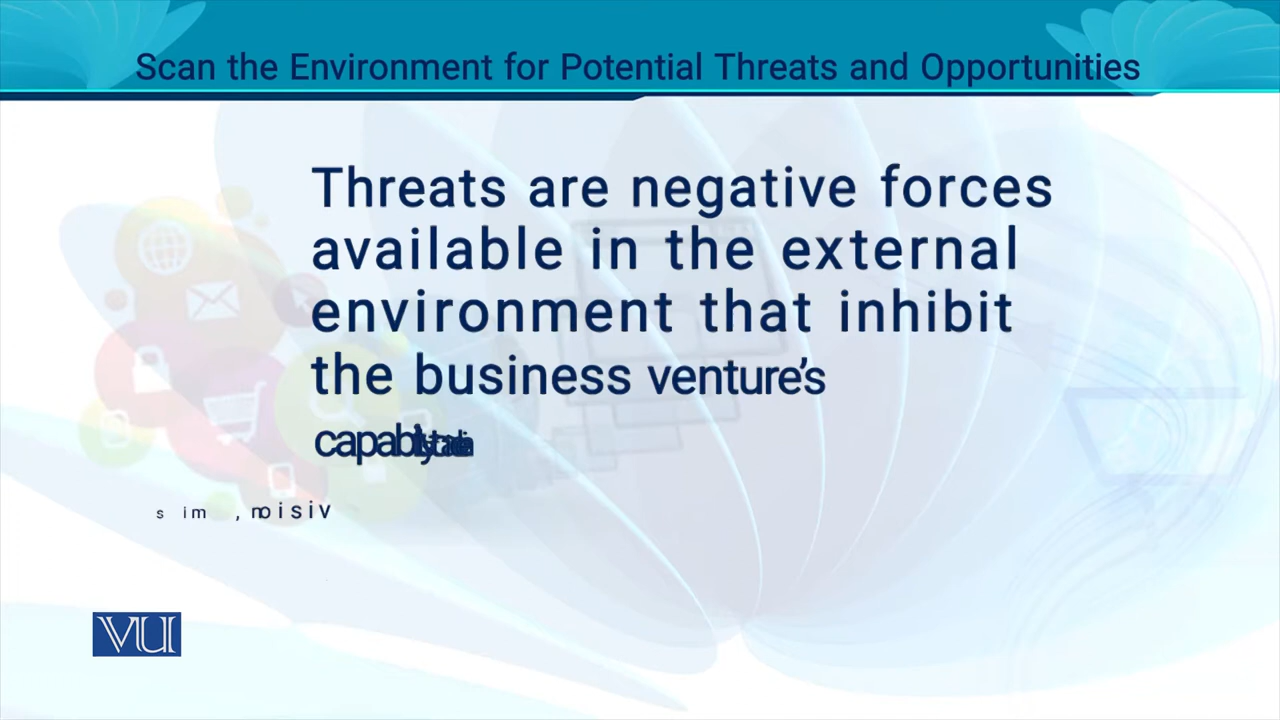 Scan the Environment for Potential Threats and Opportunities
Threats are negative forces
available in the external
environment that inhibit
the business venture’s
VU